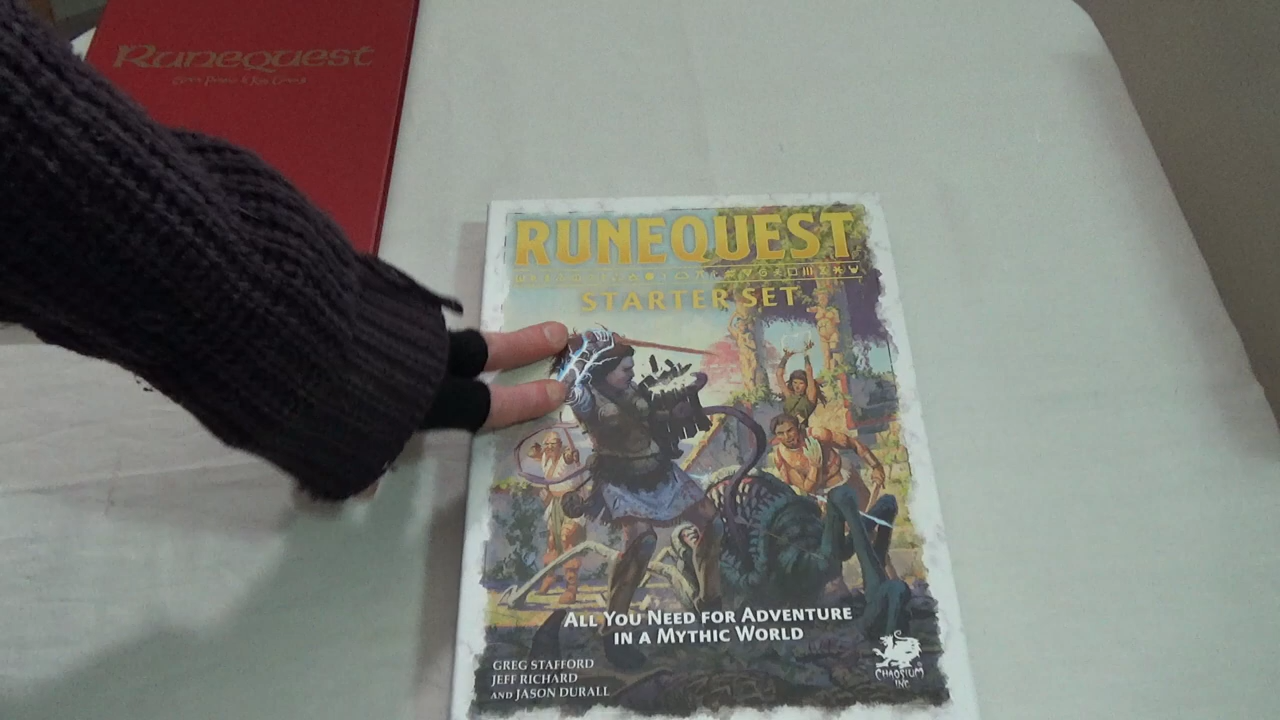 Runequest
RUNEQUEST
STARTER SET
ALL YOU NEED FOR ADVENTURE
IN A MYTHIC WORLD
GREG STAFFORD
JEFF RICHARD
AND JASON DURALL
CHAOSIUM
INC